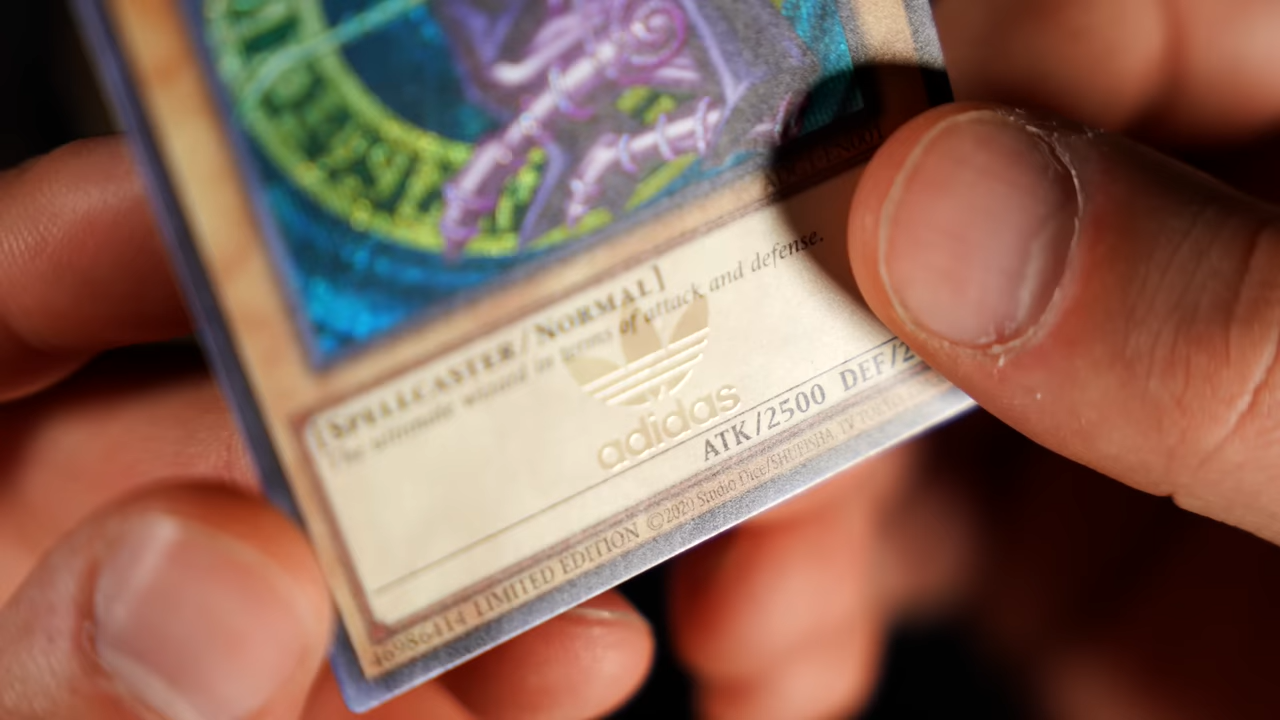 [SPELLCASTER/NORMAL]
The ultimate wizard in terms of attack and defense.
adidas
ATK/2500 DEF/2
46986414 LIMITED EDITION ©2020 Studio Dice/SHUEISHA, TV TOKYO